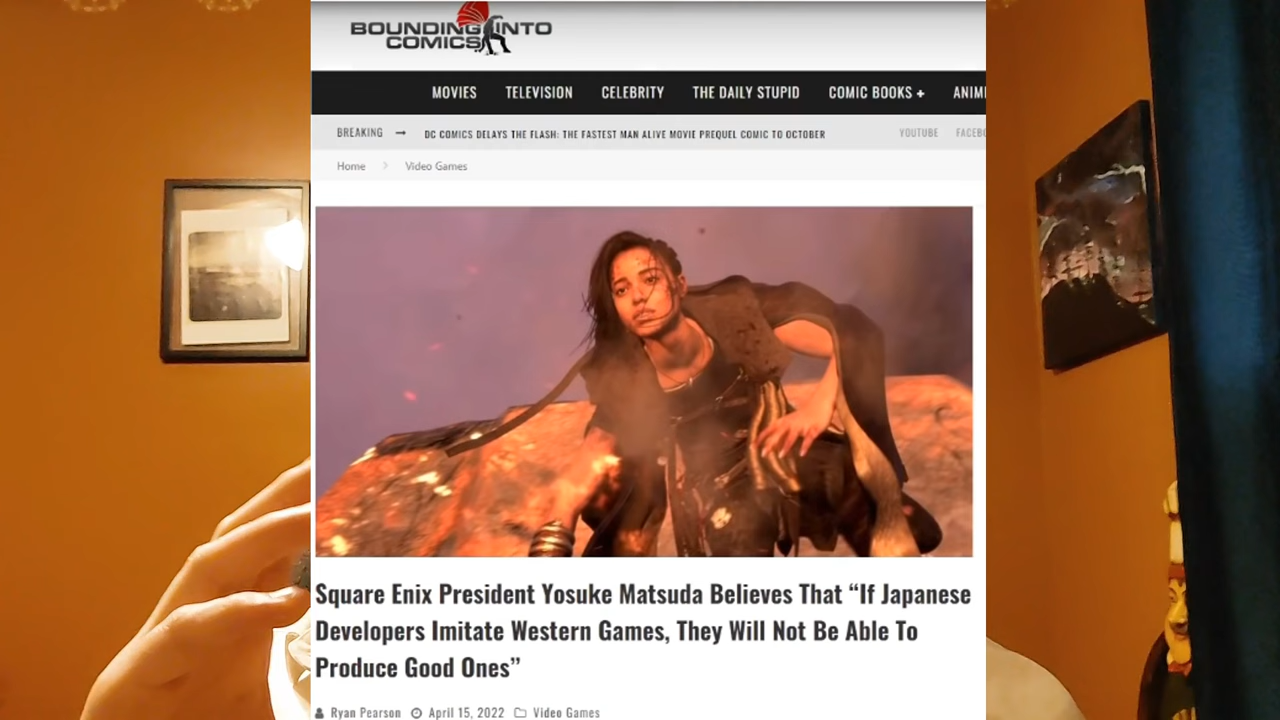 BOUNDING INTO
COMICS
MOVIES TELEVISION CELEBRITY THE DAILY STUPID COMIC BOOKS + ANIM
BREAKING → DC COMICS DELAYS THE FLASH: THE FASTEST MAN ALIVE MOVIE PREQUEL COMIC TO OCTOBER YOUTUBE FACEBO
Home > Video Games
Square Enix President Yosuke Matsuda Believes That “If Japanese
Developers Imitate Western Games, They Will Not Be Able To
Produce Good Ones”
Ryan Pearson April 15, 2022 Video Games